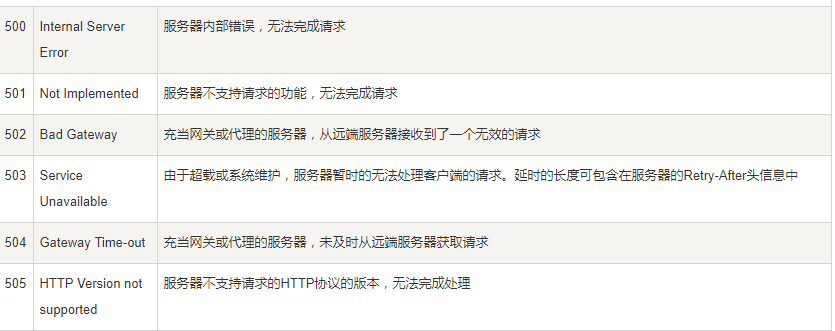 500 Internal Server Error 服务器内部错误，无法完成请求
501 Not Implemented 服务器不支持请求的功能，无法完成请求
502 Bad Gateway 充当网关或代理的服务器，从远端服务器接收到了一个无效的请求
503 Service Unavailable 由于超载或系统维护，服务器暂时的无法处理客户端的请求。延时的长度可包含在服务器的Retry-After头信息中
504 Gateway Time-out 充当网关或代理的服务器，未及时从远端服务器获取请求
505 HTTP Version not supported 服务器不支持请求的HTTP协议的版本，无法完成处理